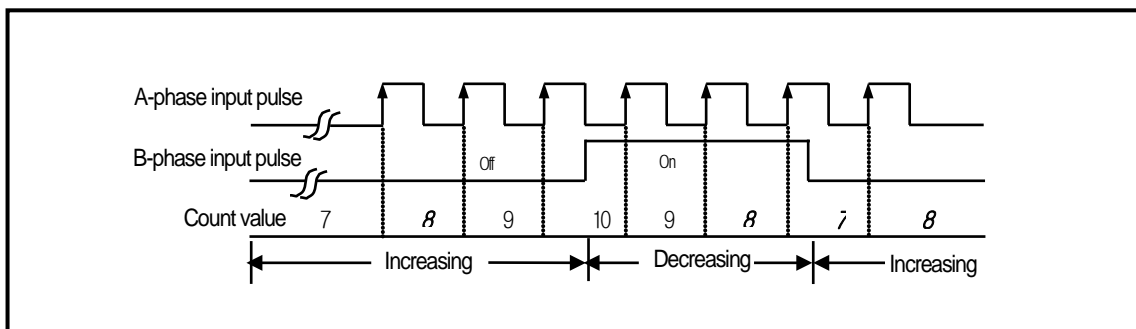 A-phase input pulse
B-phase input pulse
Off
On
Count value
7
8
9
10
9
8
7
8
Increasing
Decreasing
Increasing